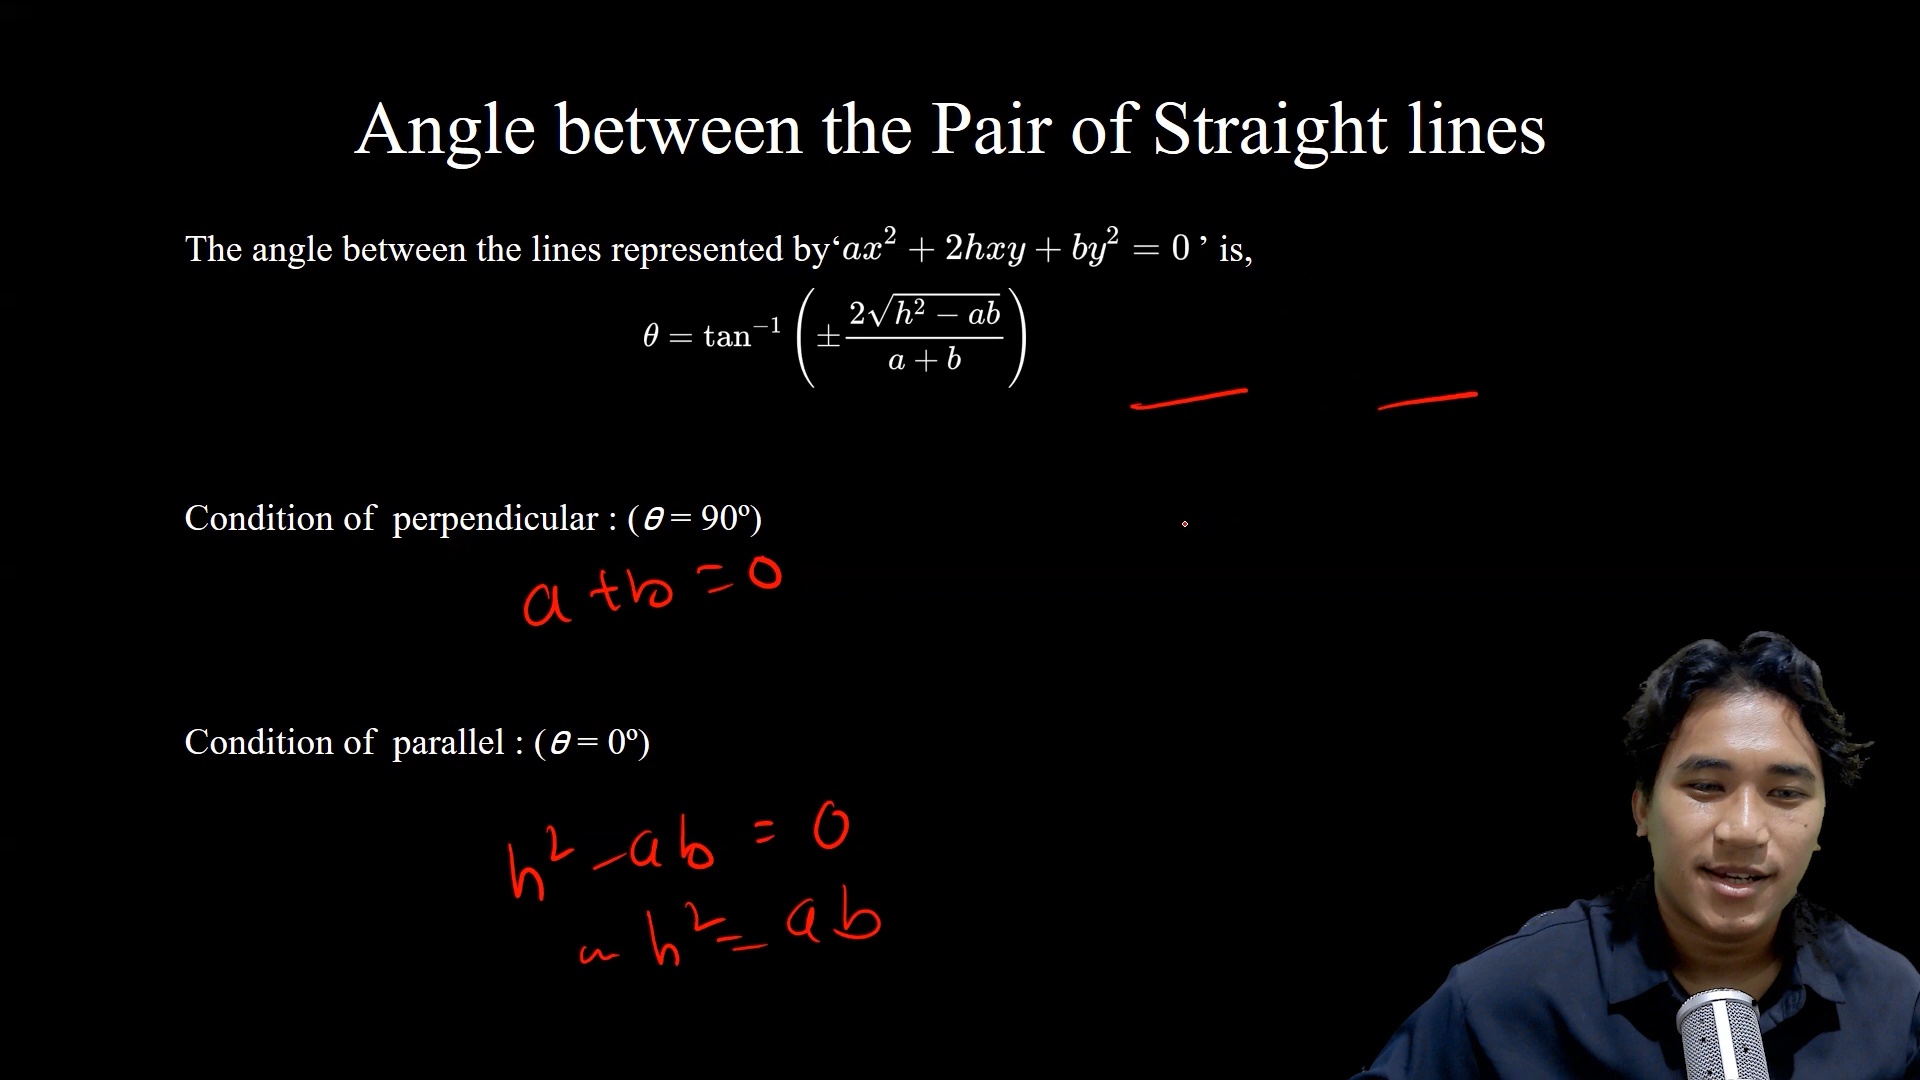 Angle between the Pair of Straight lines
The angle between the lines represented by‘ax² + 2hxy + by² = 0’ is,
θ = tan⁻¹ (± 2√(h² − ab) / (a + b))
Condition of perpendicular : (θ = 90º)
a + b = 0
Condition of parallel : (θ = 0º)
h² − ab = 0
h² = ab